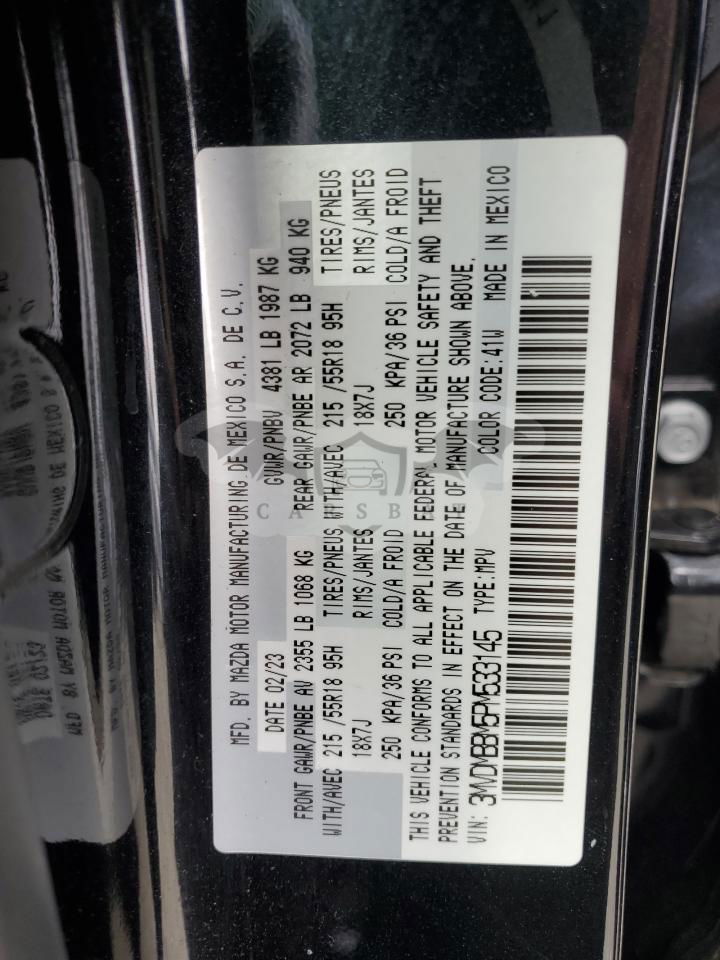 MFD. BY MAZDA MOTOR MANUFACTURING DE MEXICO S.A. DE C.V.
DATE 02/23 GVWR/PNBV 4381 LB 1987 KG
FRONT GAWR/PNBE AV 2355 LB 1068 KG REAR GAWR/PNBE AR 2072 LB 940 KG
WITH/AVEC 215 /55R18 95H TIRES/PNEUS WITH/AVEC 215 /55R18 95H TIRES/PNEUS
18X7J RIMS/JANTES 18X7J RIMS/JANTES
250 KPA/36 PSI COLD/A FROID 250 KPA/36 PSI COLD/A FROID
THIS VEHICLE CONFORMS TO ALL APPLICABLE FEDERAL MOTOR VEHICLE SAFETY AND THEFT
PREVENTION STANDARDS IN EFFECT ON THE DATE OF MANUFACTURE SHOWN ABOVE.
VIN: 3MVDMBBM5PM533145 TYPE:MPV COLOR CODE:41W MADE IN MEXICO